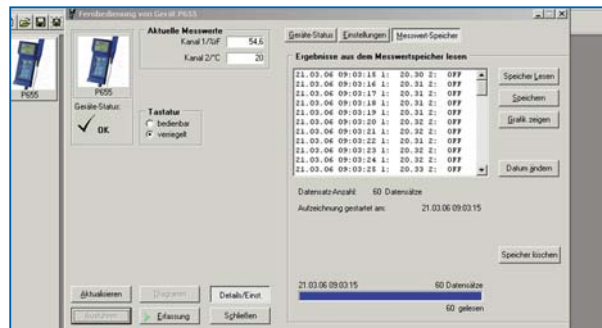 Fernbedienung von Gerät P655
P655
P655
Geräte-Status:
OK
Aktuelle Messwerte
Kanal 1/%rF 54,6
Kanal 2/°C 20
Tastatur
bedienbar
verriegelt
Aktualisieren
Diagramm
Details/Einst.
Ausführen
Erfassung
Schließen
Geräte-Status Einstellungen Messwert-Speicher
Ergebnisse aus dem Messwertspeicher lesen
21.03.06 09:03:15 1: 20.30 2: OFF
21.03.06 09:03:16 1: 20.31 2: OFF
21.03.06 09:03:17 1: 20.31 2: OFF
21.03.06 09:03:18 1: 20.31 2: OFF
21.03.06 09:03:19 1: 20.31 2: OFF
21.03.06 09:03:20 1: 20.32 2: OFF
21.03.06 09:03:21 1: 20.32 2: OFF
21.03.06 09:03:22 1: 20.31 2: OFF
21.03.06 09:03:23 1: 20.32 2: OFF
21.03.06 09:03:24 1: 20.33 2: OFF
21.03.06 09:03:25 1: 20.32 2: OFF
Datensatz-Anzahl: 60 Datensätze
Aufzeichnung gestartet am: 21.03.06 09:03:15
21.03.06 09:03:15 60 Datensätze
60 gelesen
Speicher Lesen
Speichern
Grafik zeigen
Datum ändern
Speicher löschen